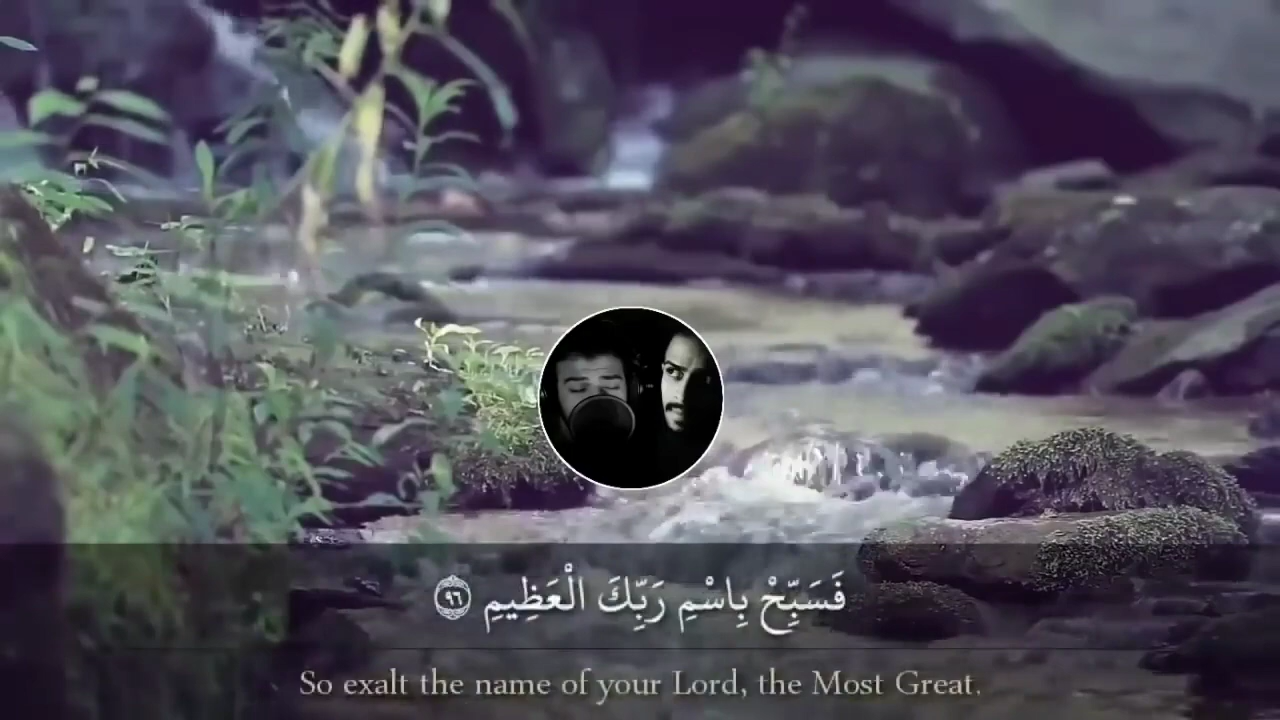 فَسَبِّحْ بِاسْمِ رَبِّكَ الْعَظِيمِ ٩٦
So exalt the name of your Lord, the Most Great.